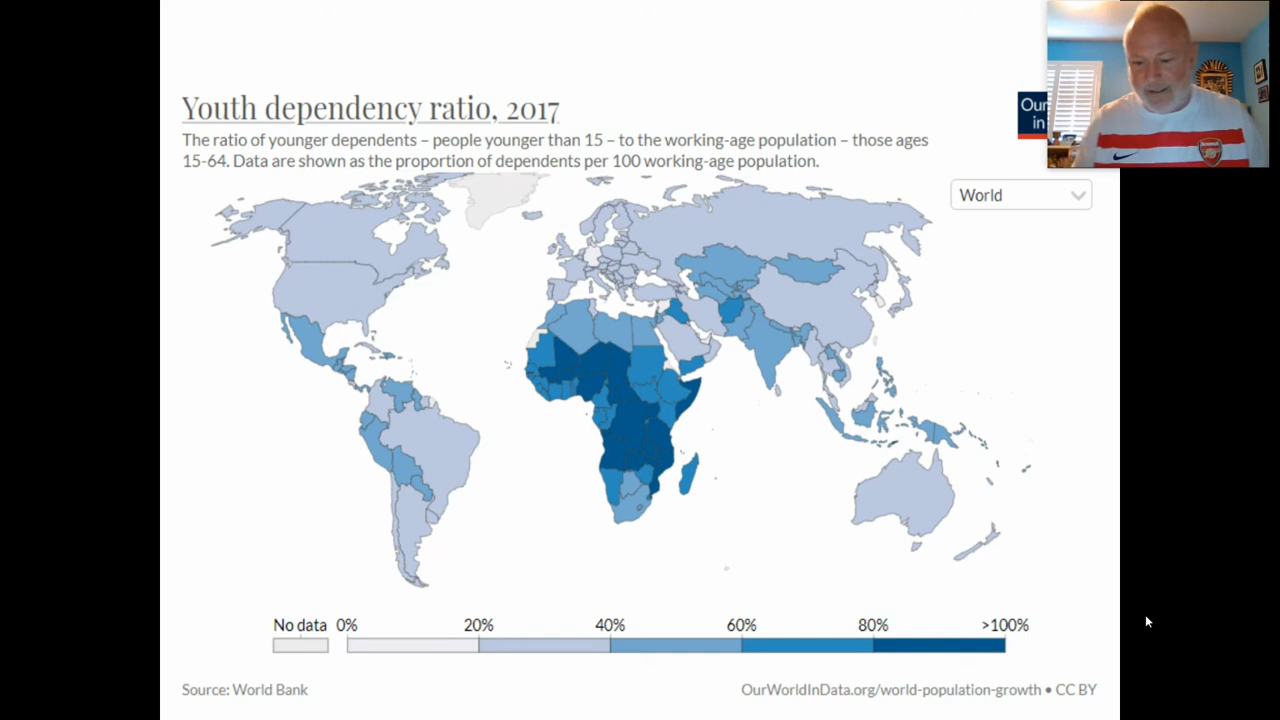 Youth dependency ratio, 2017
Our
in
The ratio of younger dependents – people younger than 15 – to the working-age population – those ages
15-64. Data are shown as the proportion of dependents per 100 working-age population.
World
No data 0% 20% 40% 60% 80% >100%
Source: World Bank
OurWorldInData.org/world-population-growth • CC BY